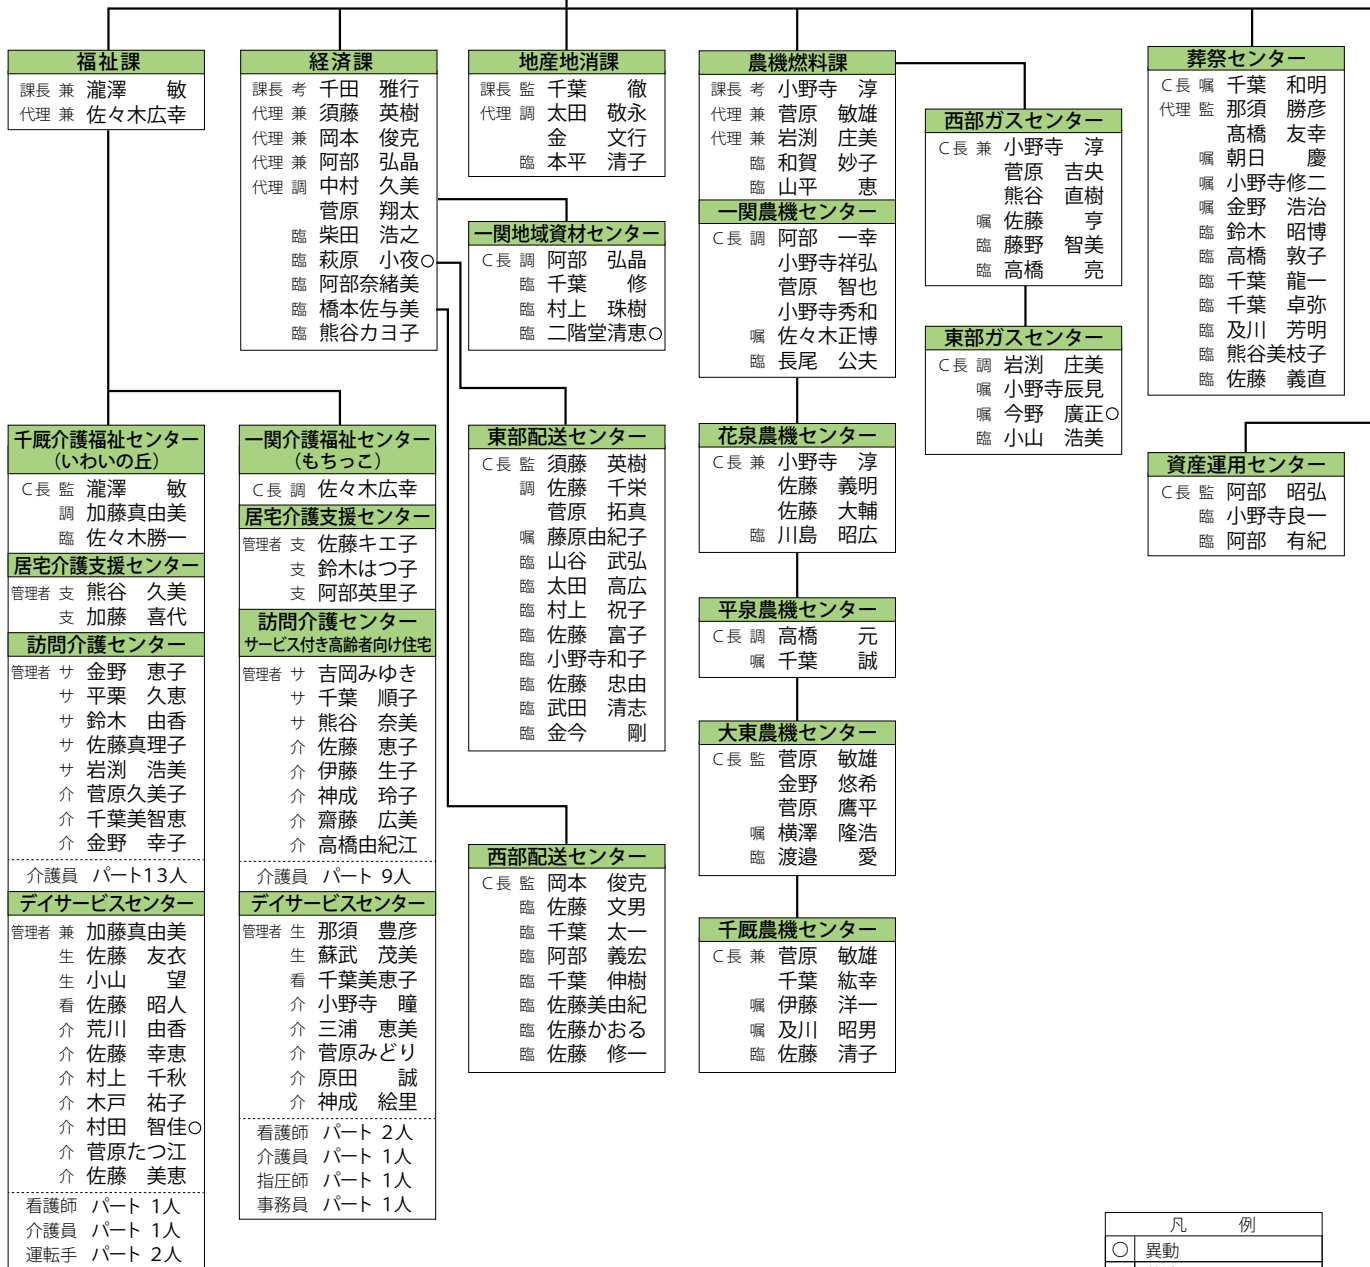 福祉課
課長 兼 瀧澤　敏
代理 兼 佐々木広幸
千厩介護福祉センター
（いわいの丘）
C長 監 瀧澤　敏
調 加藤真由美
臨 佐々木勝一
居宅介護支援センター
管理者 支 熊谷　久美
支 加藤　喜代
訪問介護センター
管理者 サ 金野　恵子
サ 平栗　久恵
サ 鈴木　由香
サ 佐藤真理子
サ 岩渕　浩美
介 菅原久美子
介 千葉美智恵
介 金野　幸子
介護員 パート13人
デイサービスセンター
管理者 兼 加藤真由美
生 佐藤　友衣
生 小山　望
看 佐藤　昭人
介 荒川　由香
介 佐藤　幸恵
介 村上　千秋
介 木戸　祐子
介 村田　智佳○
介 菅原たつ江
介 佐藤　美恵
看護師 パート 1人
介護員 パート 1人
運転手 パート 2人
一関介護福祉センター
（もちっこ）
C長 調 佐々木広幸
居宅介護支援センター
管理者 支 佐藤キエ子
支 鈴木はつ子
支 阿部英里子
訪問介護センター
サービス付き高齢者向け住宅
管理者 サ 吉岡みゆき
サ 千葉　順子
サ 熊谷　奈美
介 佐藤　恵子
介 伊藤　生子
介 神成　玲子
介 齋藤　広美
介 高橋由紀江
介護員 パート 9人
デイサービスセンター
管理者 生 那須　豊彦
生 蘇武　茂美
看 千葉美恵子
介 小野寺　瞳
介 三浦　恵美
介 菅原みどり
介 原田　誠
介 神成　絵里
看護師 パート 2人
介護員 パート 1人
指圧師 パート 1人
事務員 パート 1人
経済課
課長 考 千田　雅行
代理 兼 須藤　英樹
代理 兼 岡本　俊克
代理 兼 阿部　弘晶
代理 調 中村　久美
菅原　翔太
臨 柴田　浩之
臨 萩原　小夜○
臨 阿部奈緒美
臨 橋本佐与美
臨 熊谷カヨ子
地産地消課
課長 監 千葉　徹
代理 調 太田　敬永
金　文行
臨 本平　清子
一関地域資材センター
C長 調 阿部　弘晶
臨 千葉　修
臨 村上　珠樹
臨 二階堂清恵○
東部配送センター
C長 監 須藤　英樹
調 佐藤　千栄
菅原　拓真
嘱 藤原由紀子
臨 山谷　武弘
臨 太田　高広
臨 村上　祝子
臨 佐藤　富子
臨 小野寺和子
臨 佐藤　忠由
臨 武田　清志
臨 金今　剛
西部配送センター
C長 監 岡本　俊克
臨 佐藤　文男
臨 千葉　太一
臨 阿部　義宏
臨 千葉　伸樹
臨 佐藤美由紀
臨 佐藤かおる
臨 佐藤　修一
農機燃料課
課長 考 小野寺　淳
代理 兼 菅原　敏雄
代理 兼 岩渕　庄美
臨 和賀　妙子
臨 山平　恵
一関農機センター
C長 調 阿部　一幸
小野寺祥弘
菅原　智也
小野寺秀和
嘱 佐々木正博
臨 長尾　公夫
花泉農機センター
C長 兼 小野寺　淳
佐藤　義明
佐藤　大輔
臨 川島　昭広
平泉農機センター
C長 調 高橋　元
嘱 千葉　誠
大東農機センター
C長 監 菅原　敏雄
金野　悠希
菅原　鷹平
嘱 横澤　隆浩
臨 渡邉　愛
千厩農機センター
C長 兼 菅原　敏雄
千葉　紘幸
嘱 伊藤　洋一
嘱 及川　昭男
臨 佐藤　清子
西部ガスセンター
C長 兼 小野寺　淳
菅原　吉央
熊谷　直樹
嘱 佐藤　亨
臨 藤野　智美
臨 高橋　亮
東部ガスセンター
C長 調 岩渕　庄美
嘱 小野寺辰見
嘱 今野　廣正○
臨 小山　浩美
葬祭センター
C長 嘱 千葉　和明
代理 監 那須　勝彦
髙橋　友幸
嘱 朝日　慶
嘱 小野寺修二
嘱 金野　浩治
臨 鈴木　昭博
臨 高橋　敦子
臨 千葉　龍一
臨 千葉　卓弥
臨 及川　芳明
臨 熊谷美枝子
臨 佐藤　義直
資産運用センター
C長 監 阿部　昭弘
臨 小野寺良一
臨 阿部　有紀
凡　例
○ 異動